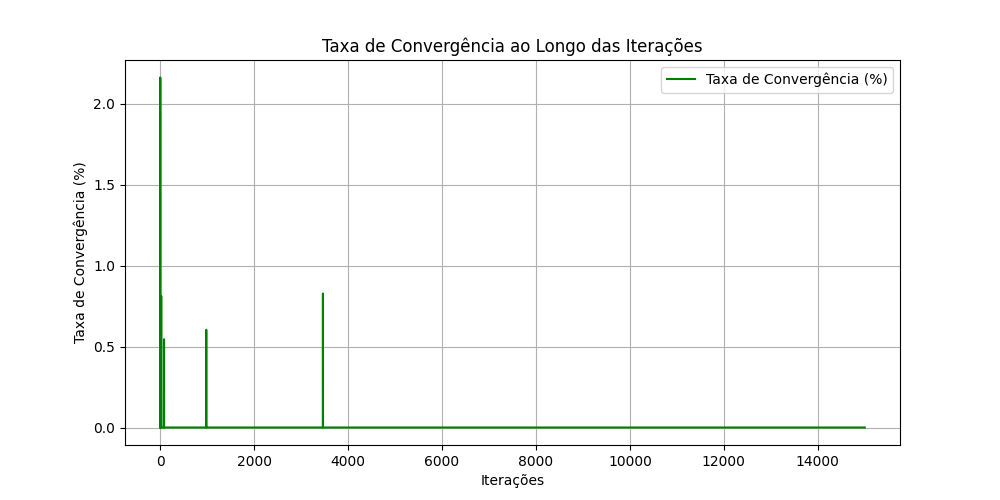 Taxa de Convergência ao Longo das Iterações
Taxa de Convergência (%)
Taxa de Convergência (%)
2.0
1.5
1.0
0.5
0.0
0 2000 4000 6000 8000 10000 12000 14000
Iterações